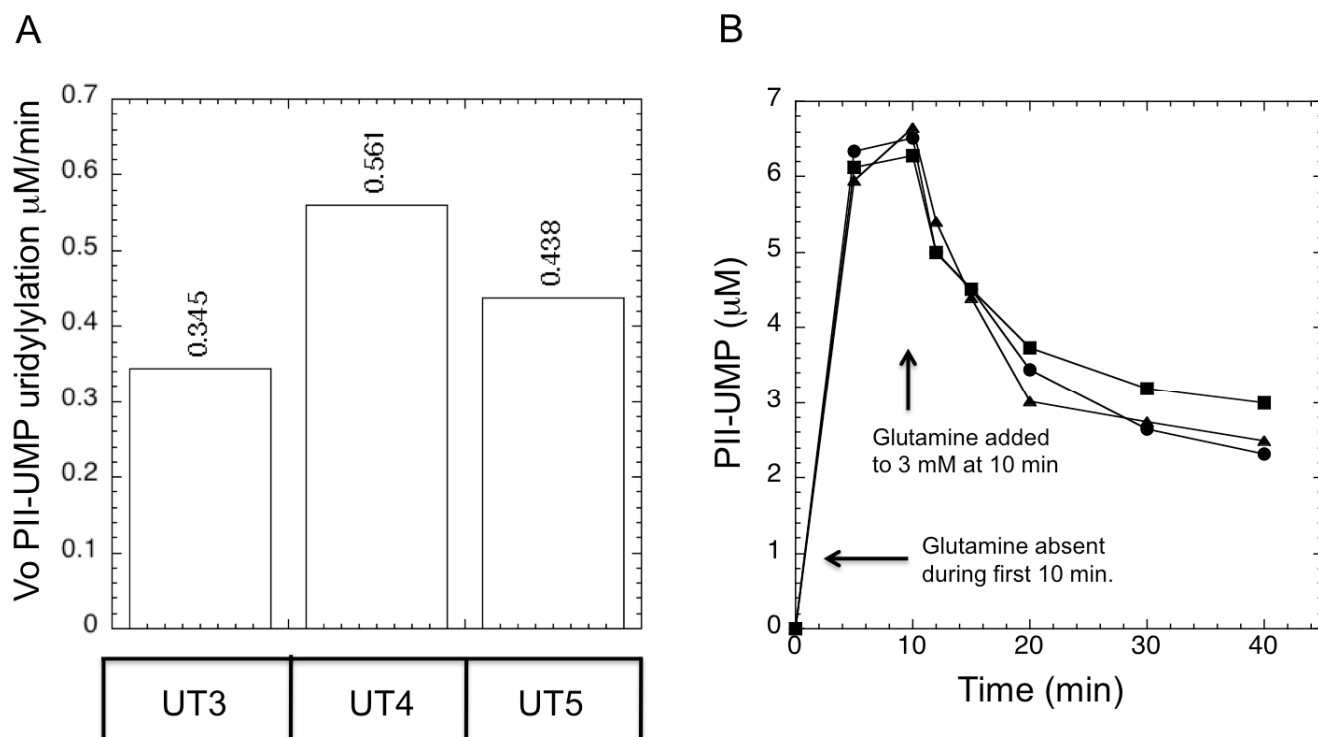 A
Vo PII-UMP uridylylation μM/min
0.7
0.6
0.5
0.4
0.3
0.2
0.1
0
0.345
0.561
0.438
UT3
UT4
UT5
B
PII-UMP (μM)
7
6
5
4
3
2
1
0
Glutamine added
to 3 mM at 10 min
Glutamine absent
during first 10 min.
0
10
20
30
40
Time (min)